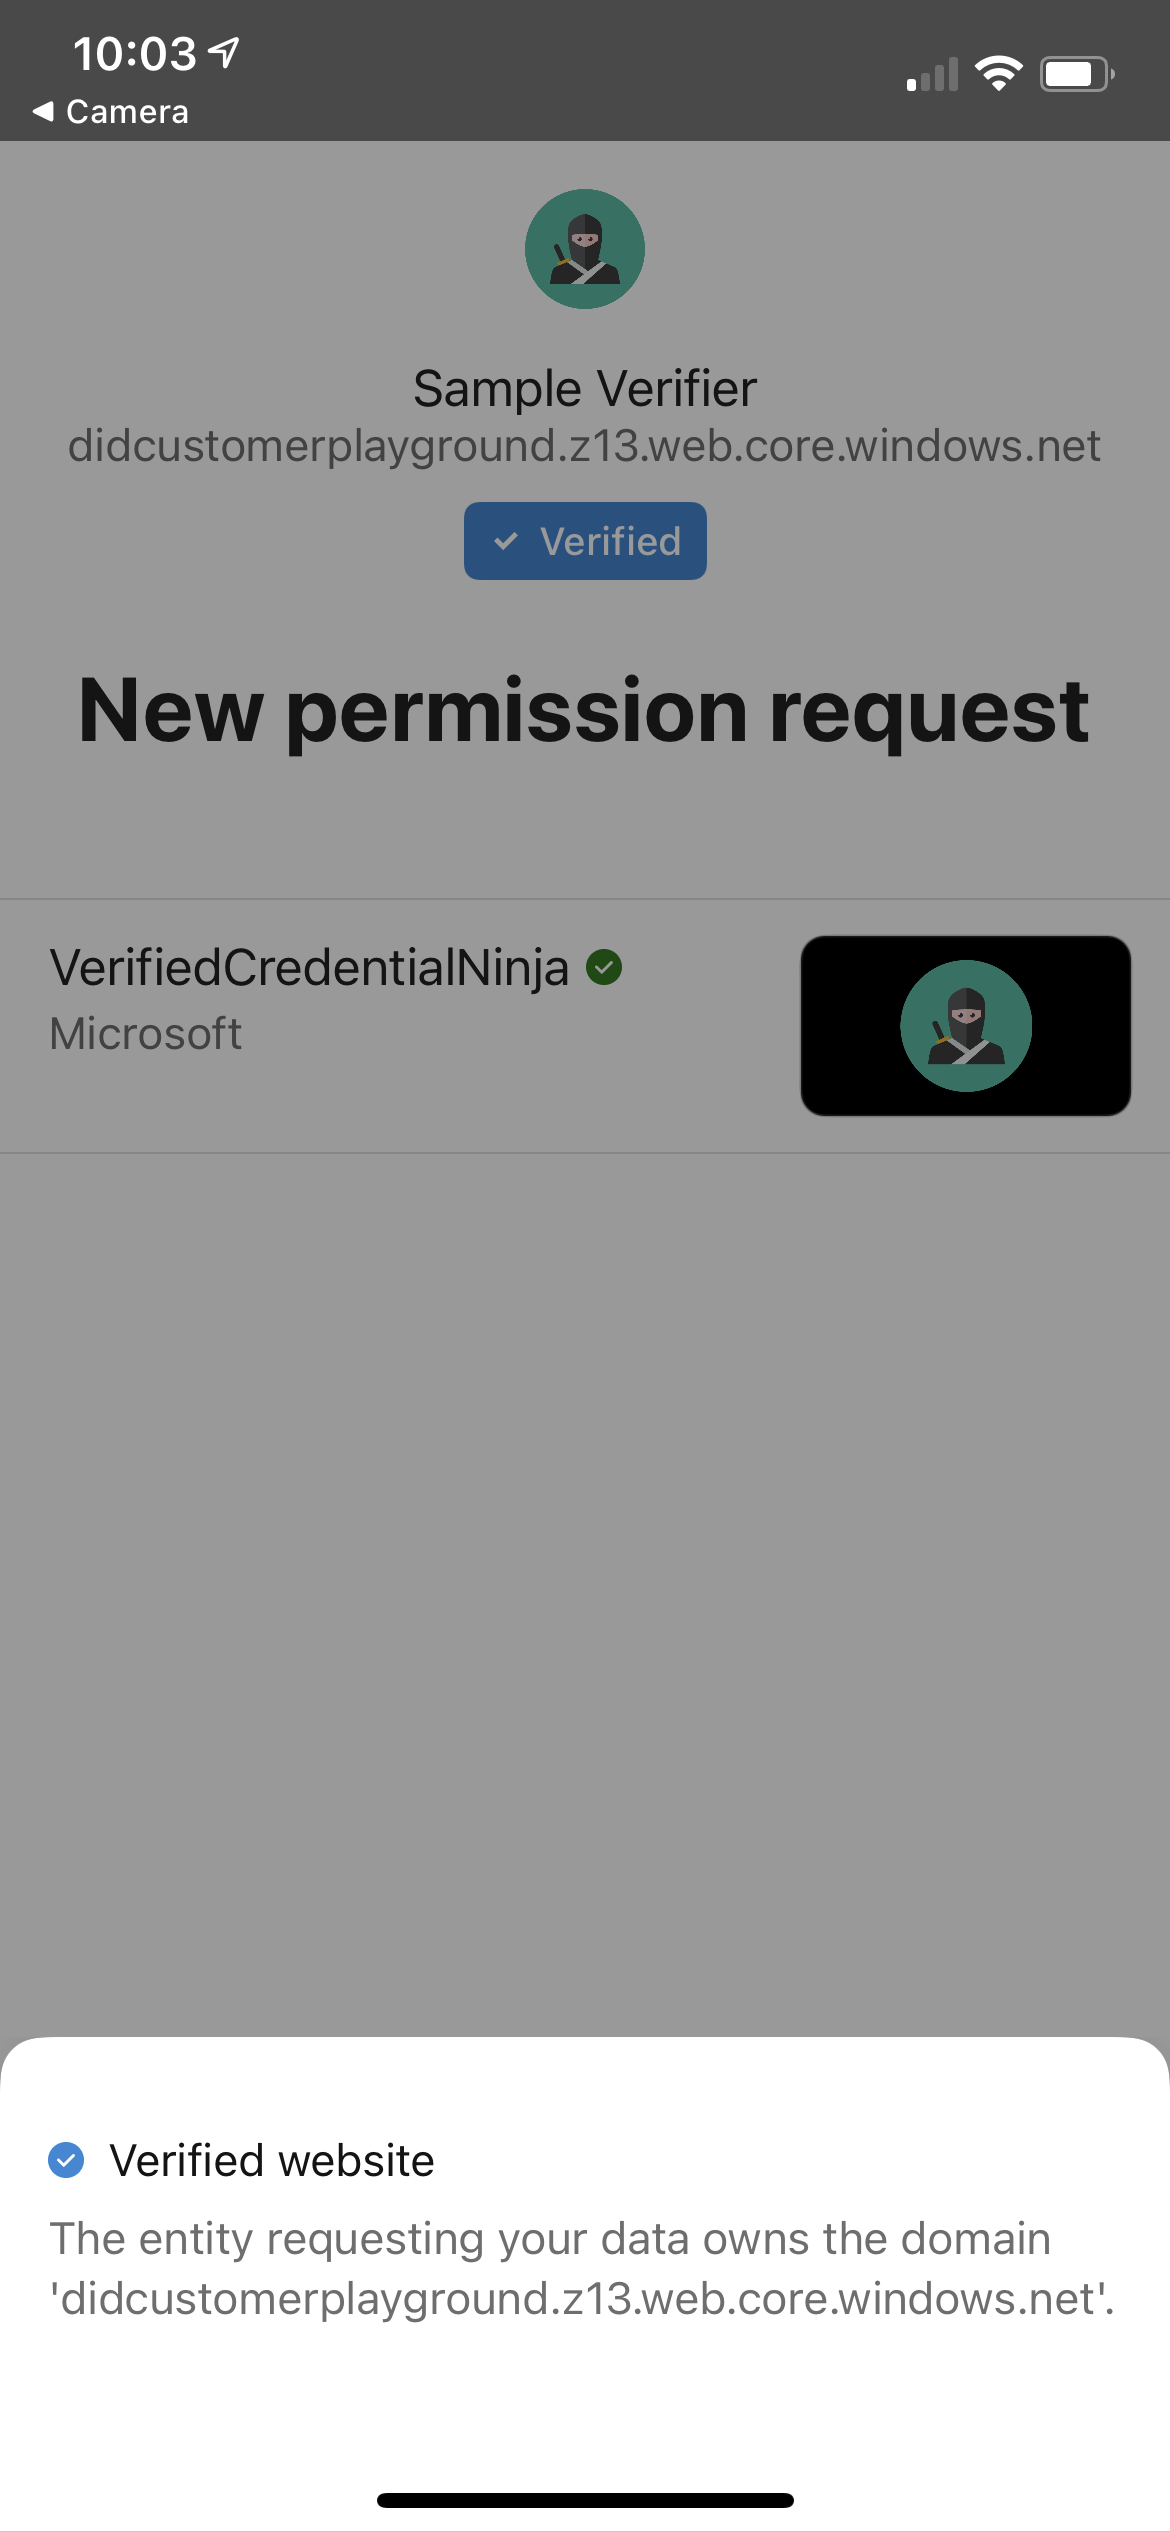 10:03
Camera
Sample Verifier
didcustomerplayground.z13.web.core.windows.net
Verified
New permission request
VerifiedCredentialNinja
Microsoft
Verified website
The entity requesting your data owns the domain
'didcustomerplayground.z13.web.core.windows.net'.